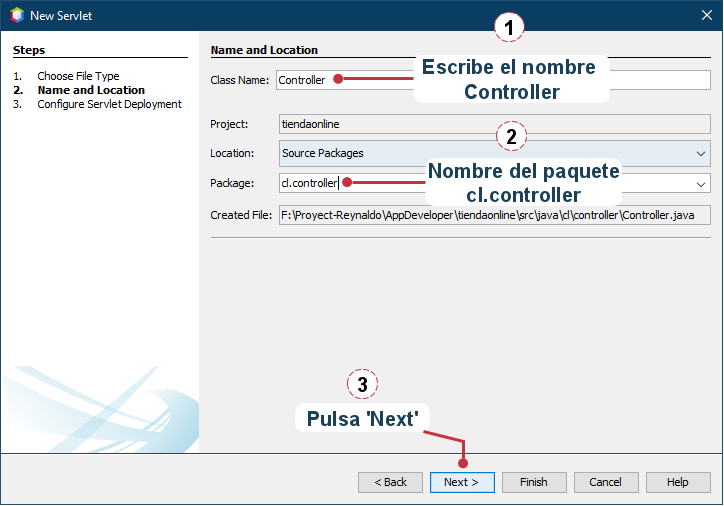 New Servlet
Steps
1. Choose File Type
2. Name and Location
3. Configure Servlet Deployment
Name and Location
1
Class Name: Controller
Escribe el nombre
Controller
Project: tiendaonline
2
Location: Source Packages
Package: cl.controller
Nombre del paquete
cl.controller
Created File: F:\Proyect-Reynaldo\AppDeveloper\tiendaonline\src\java\cl\controller\Controller.java
3
Pulsa 'Next'
< Back Next > Finish Cancel Help